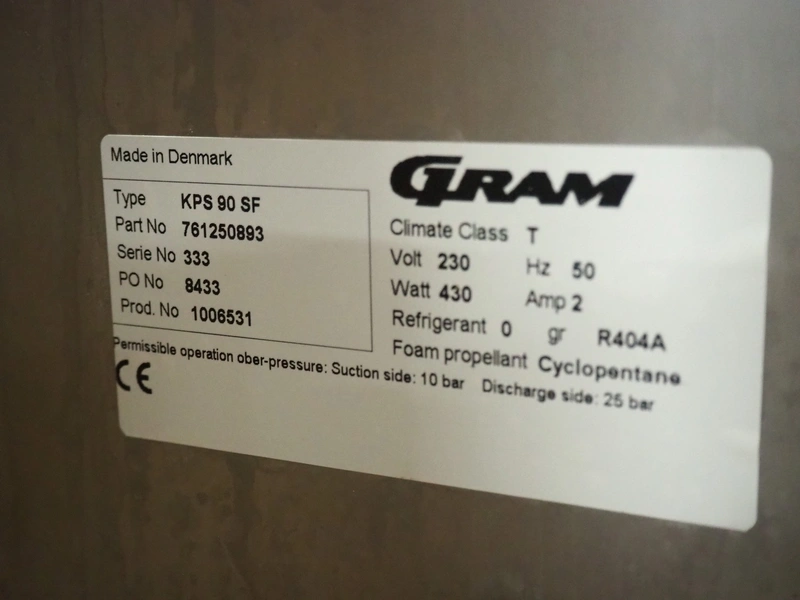 Made in Denmark
Type KPS 90 SF
Part No 761250893
Serie No 333
PO No 8433
Prod. No 1006531
GRAM
Climate Class T
Volt 230 Hz 50
Watt 430 Amp 2
Refrigerant 0 gr R404A
Foam propellant Cyclopentane
Permissible operation ober-pressure: Suction side: 10 bar Discharge side: 25 bar
CE